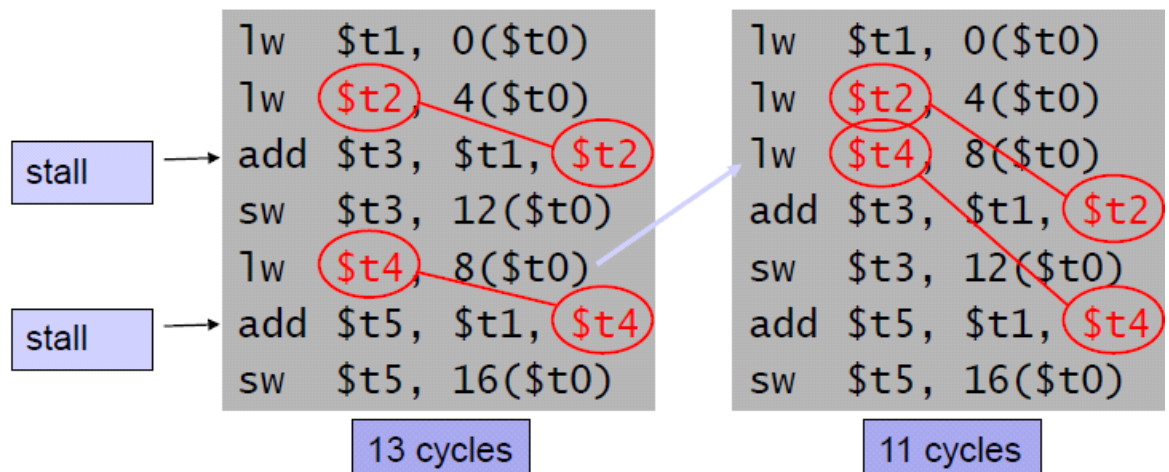 lw $t1, 0($t0)
lw $t2, 4($t0)
stall
add $t3, $t1, $t2
sw $t3, 12($t0)
lw $t4, 8($t0)
stall
add $t5, $t1, $t4
sw $t5, 16($t0)
13 cycles
lw $t1, 0($t0)
lw $t2, 4($t0)
lw $t4, 8($t0)
add $t3, $t1, $t2
sw $t3, 12($t0)
add $t5, $t1, $t4
sw $t5, 16($t0)
11 cycles